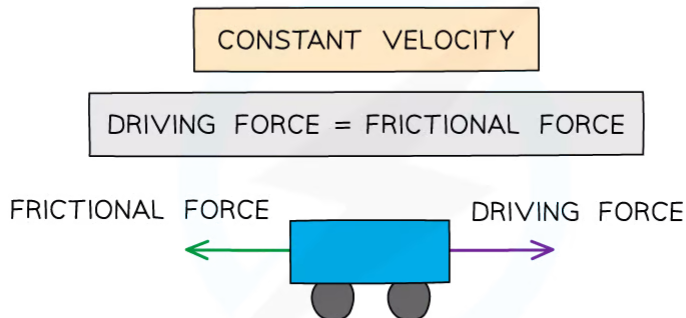 CONSTANT VELOCITY
DRIVING FORCE = FRICTIONAL FORCE
FRICTIONAL FORCE
DRIVING FORCE